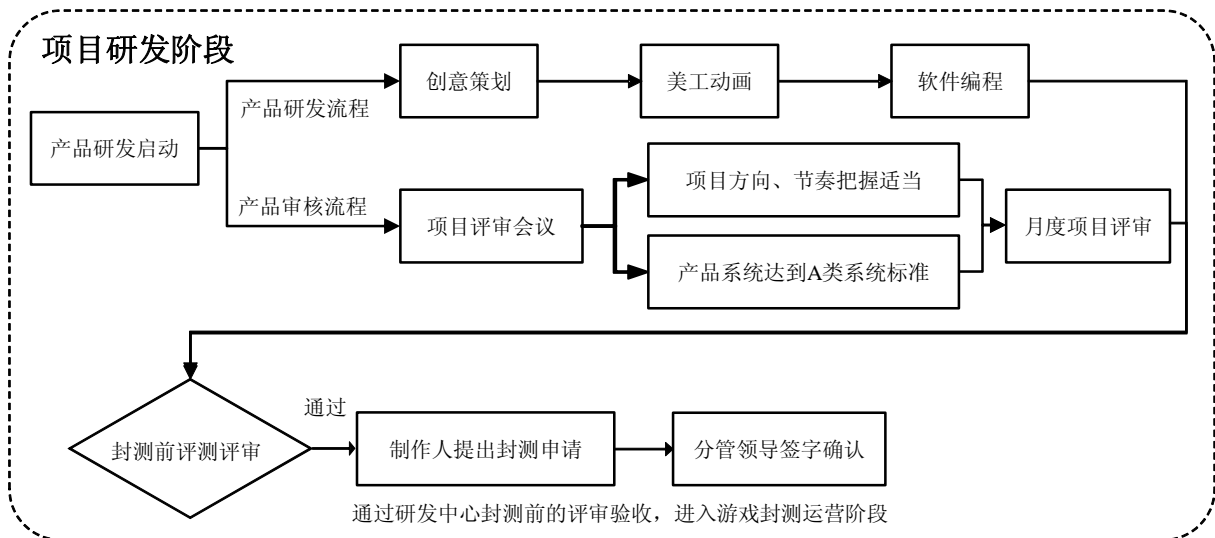 项目研发阶段
创意策划
美工动画
软件编程
产品研发流程
产品研发启动
项目方向、节奏把握适当
产品审核流程
项目评审会议
月度项目评审
产品系统达到A类系统标准
通过
封测前评测评审
制作人提出封测申请
分管领导签字确认
通过研发中心封测前的评审验收，进入游戏封测运营阶段